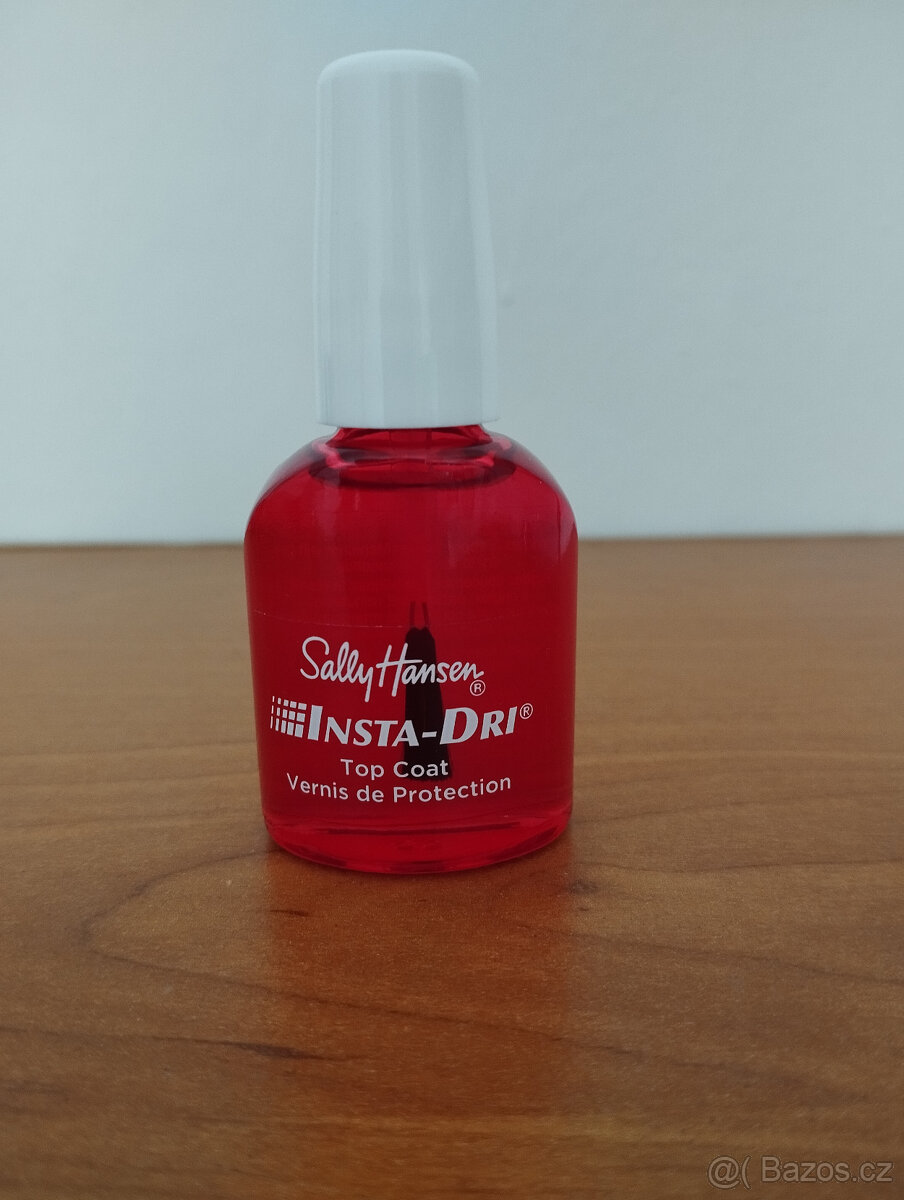 Sally Hansen®
INSTA-DRI®
Top Coat
Vernis de Protection
@( Bazos.cz